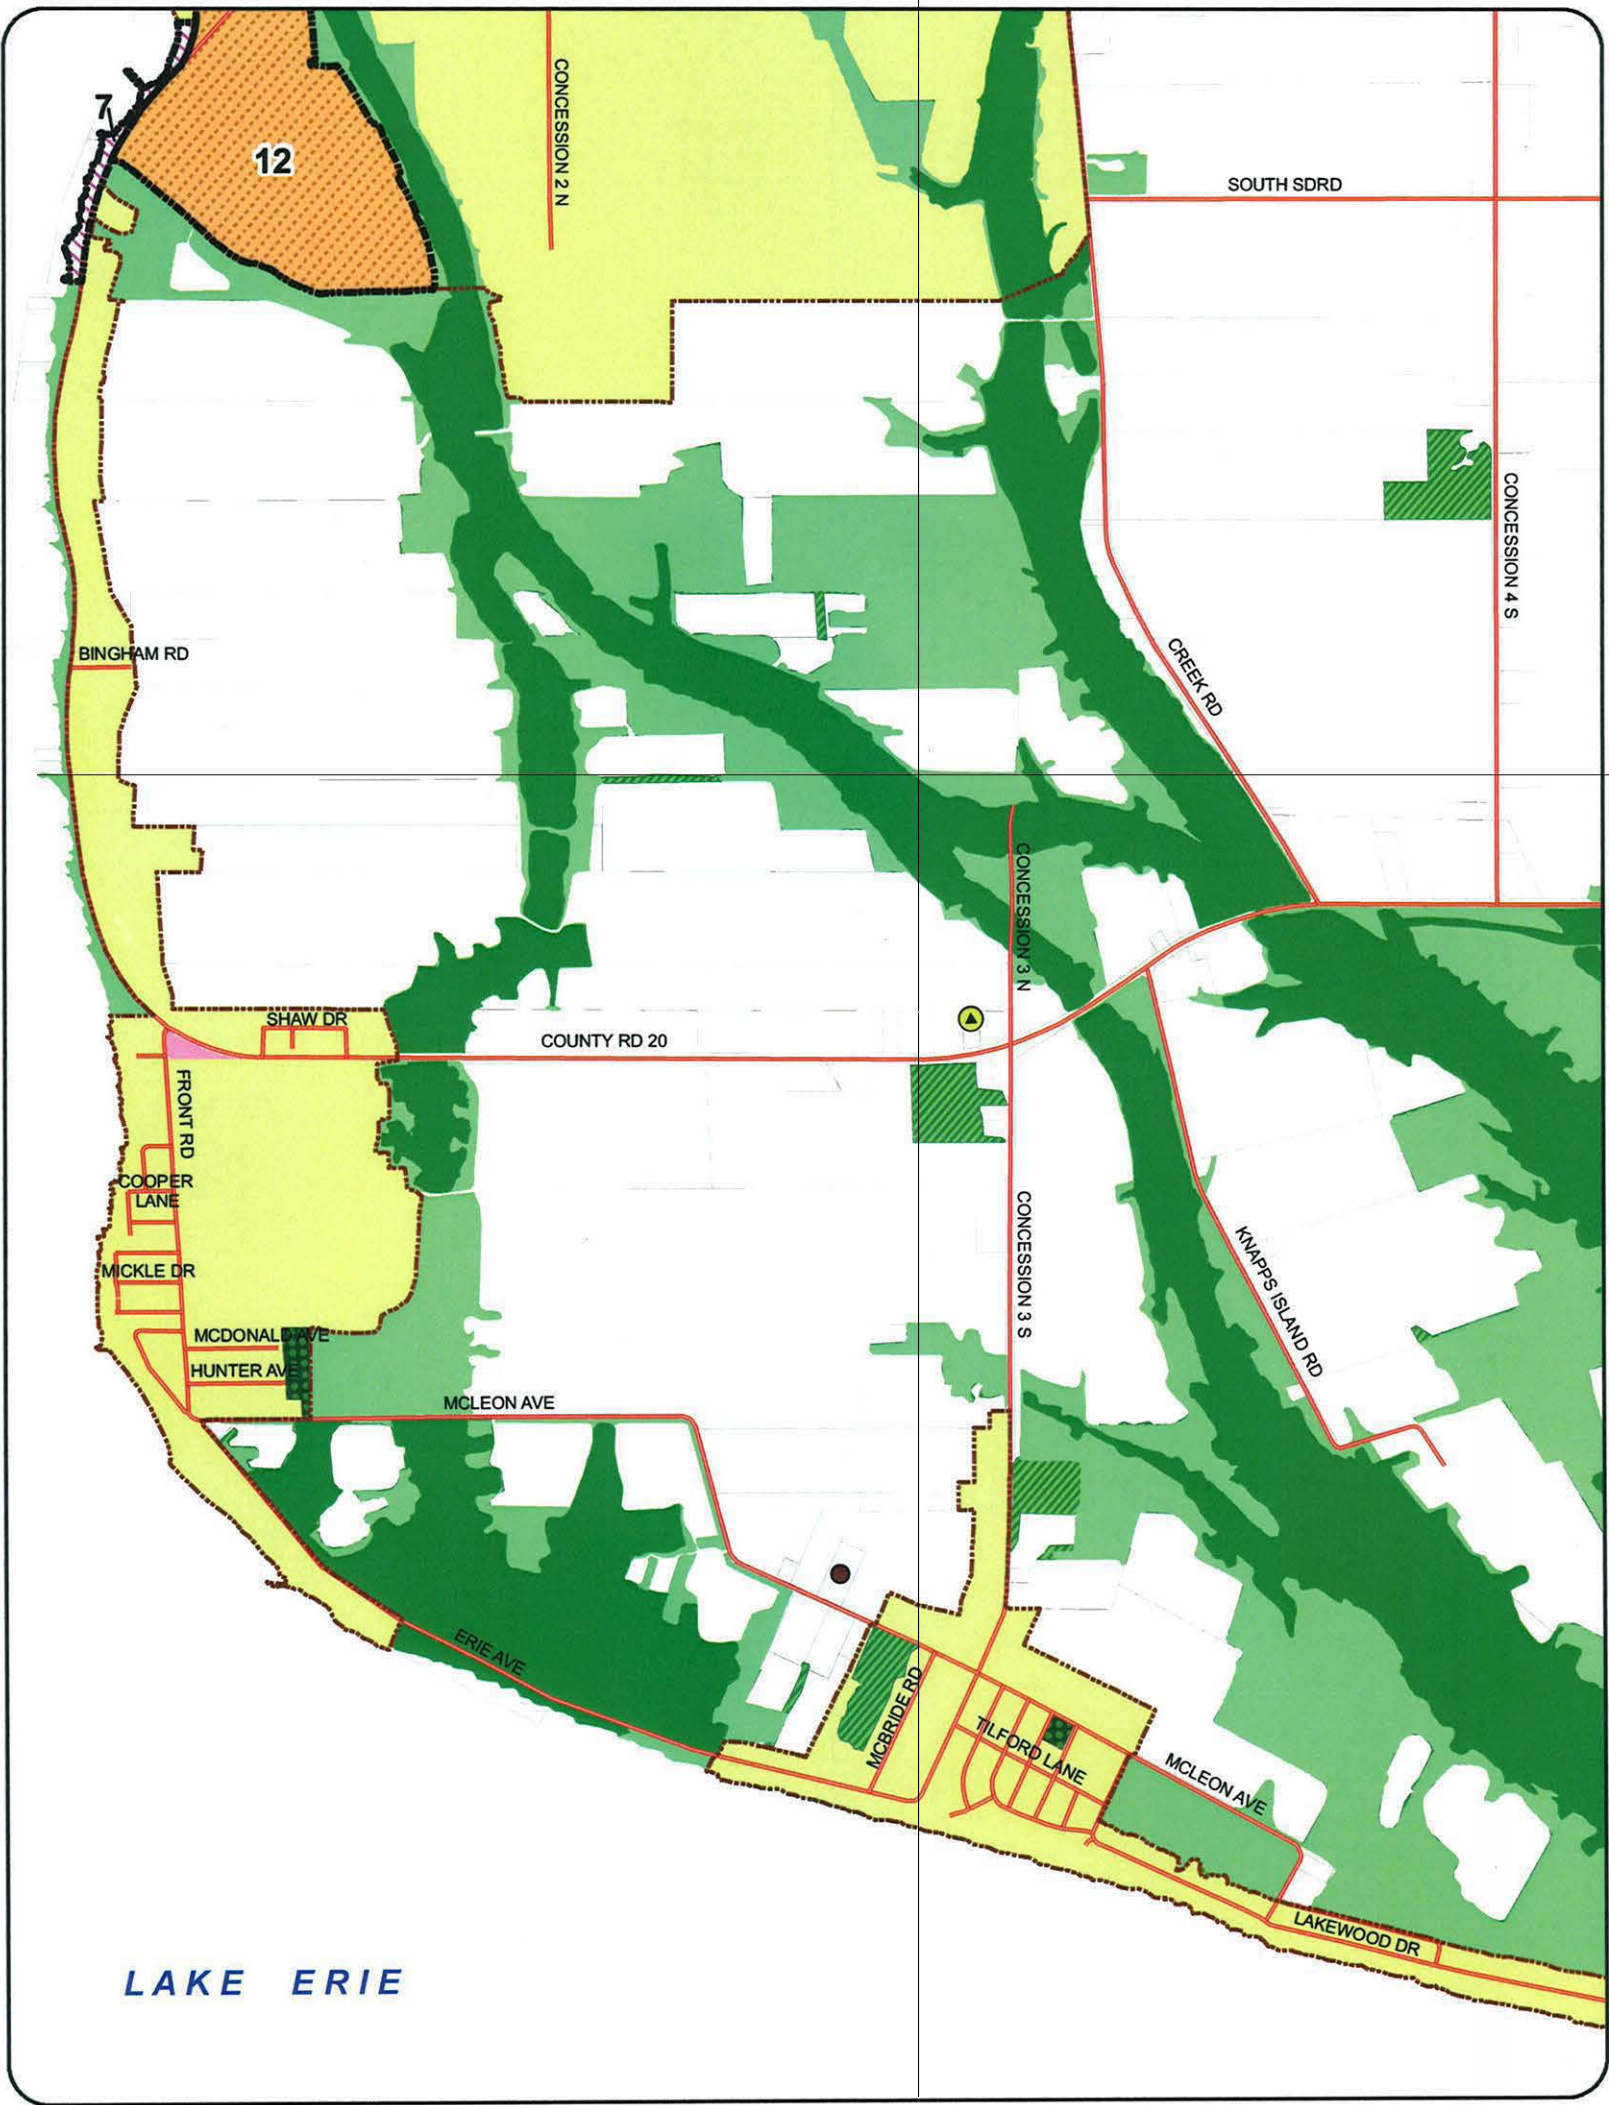 CONCESSION 2 N
7
12
SOUTH SDRD
CONCESSION 4 S
BINGHAM RD
CREEK RD
CONCESSION 3 N
SHAW DR
COUNTY RD 20
FRONT RD
COOPER
LANE
CONCESSION 3 S
KNAPPS ISLAND RD
MICKLE DR
MCDONALD AVE
HUNTER AVE
MCLEON AVE
ERIE AVE
MCBRIDE RD
TILFORD LANE
MCLEON AVE
LAKEWOOD DR
LAKE ERIE